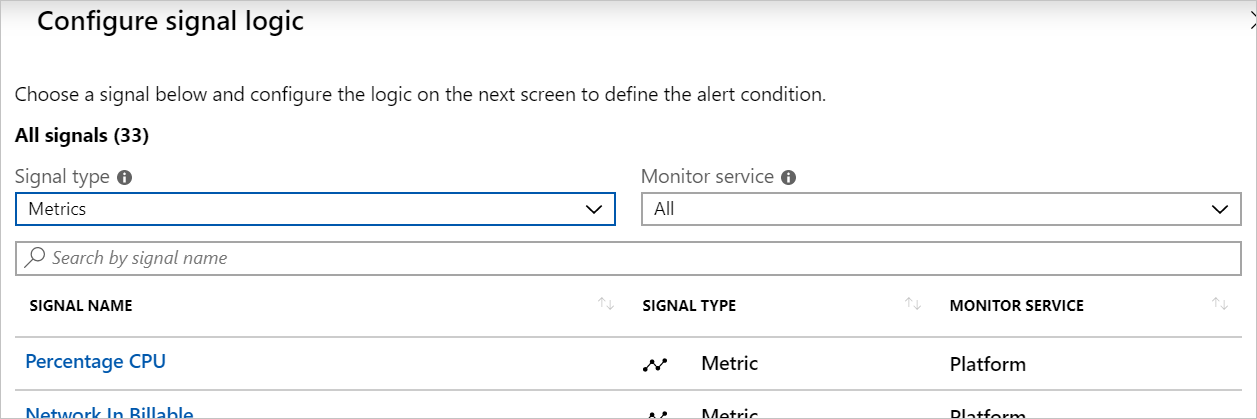 Configure signal logic
Choose a signal below and configure the logic on the next screen to define the alert condition.
All signals (33)
Signal type Monitor service
Metrics All
Search by signal name
SIGNAL NAME SIGNAL TYPE MONITOR SERVICE
Percentage CPU Metric Platform
Network In Billable Metric Platform